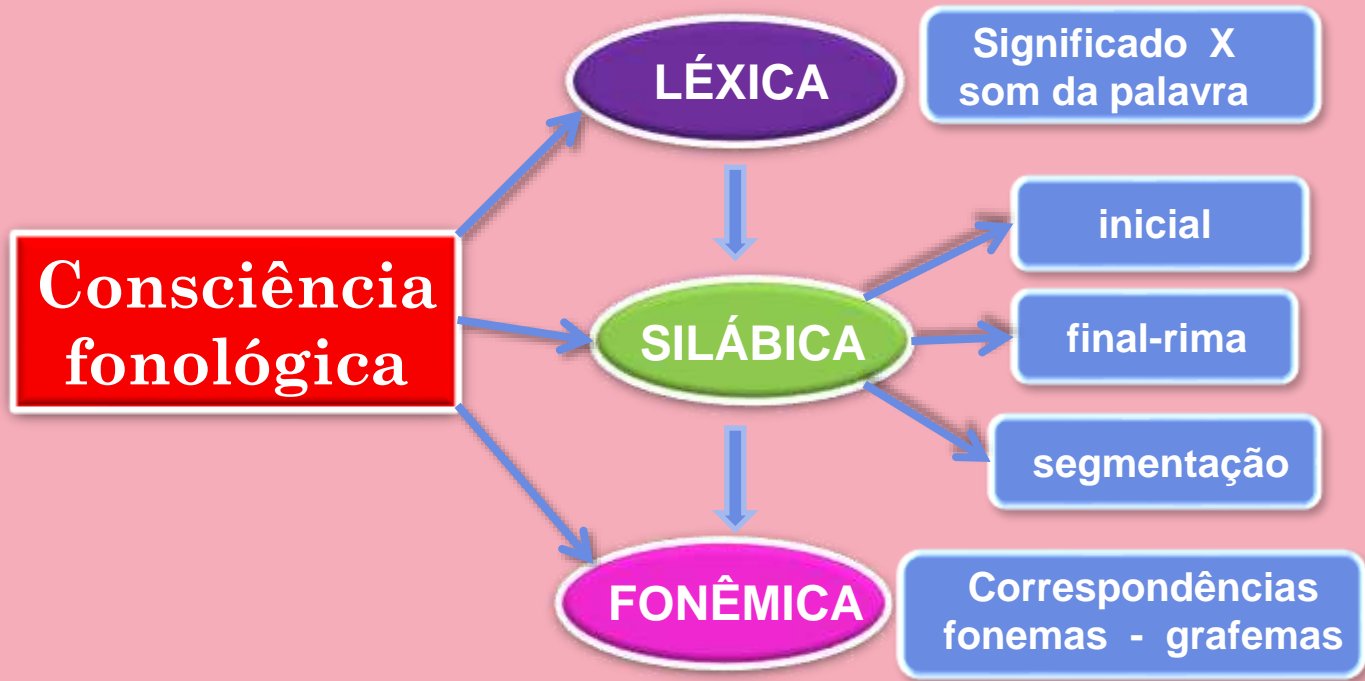 LÉXICA
Significado X
som da palavra
Consciência
fonológica
SILÁBICA
inicial
final-rima
segmentação
FONÊMICA
Correspondências
fonemas - grafemas